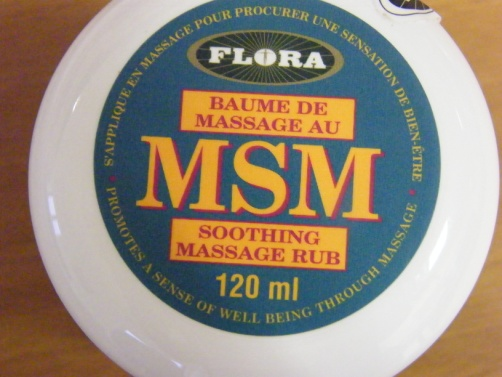 S'APPLIQUE EN MASSAGE POUR PROCURER UNE SENSATION DE BIEN-ÊTRE
FLORA
BAUME DE
MASSAGE AU
MSM
SOOTHING
MASSAGE RUB
120 ml
• PROMOTES A SENSE OF WELL BEING THROUGH MASSAGE •